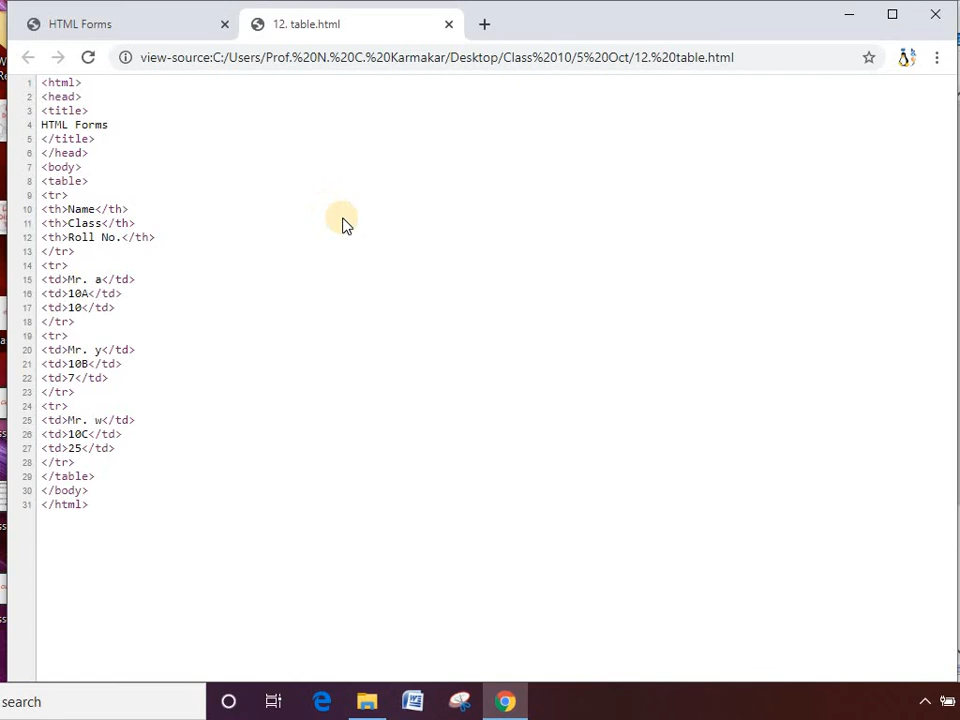 HTML Forms
12. table.html
view-source:C:/Users/Prof.%20N.%20C.%20Karmakar/Desktop/Class%2010/5%20Oct/12.%20table.html
1 <html>
2 <head>
3 <title>
4 HTML Forms
5 </title>
6 </head>
7 <body>
8 <table>
9 <tr>
10 <th>Name</th>
11 <th>Class</th>
12 <th>Roll No.</th>
13 </tr>
14 <tr>
15 <td>Mr. a</td>
16 <td>10A</td>
17 <td>10</td>
18 </tr>
19 <tr>
20 <td>Mr. y</td>
21 <td>10B</td>
22 <td>7</td>
23 </tr>
24 <tr>
25 <td>Mr. w</td>
26 <td>10C</td>
27 <td>25</td>
28 </tr>
29 </table>
30 </body>
31 </html>
search